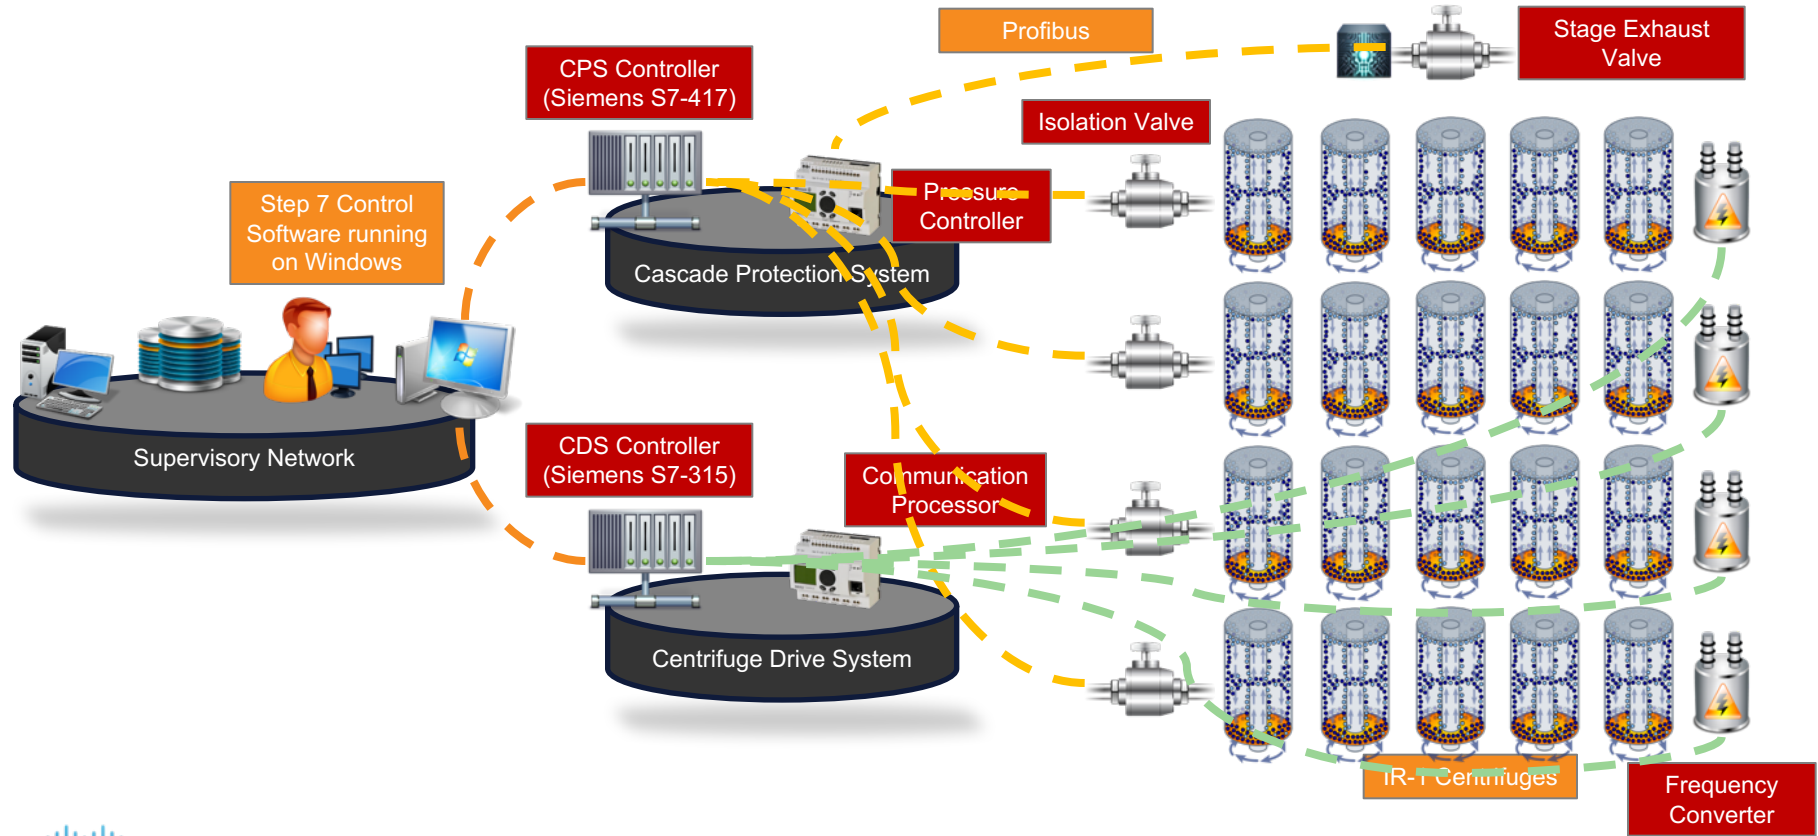 Profibus
Stage Exhaust
Valve
CPS Controller
(Siemens S7-417)
Isolation Valve
Pressure
Controller
Step 7 Control
Software running
on Windows
Cascade Protection System
Supervisory Network
CDS Controller
(Siemens S7-315)
Communication
Processor
Centrifuge Drive System
IR-1 Centrifuges
Frequency
Converter